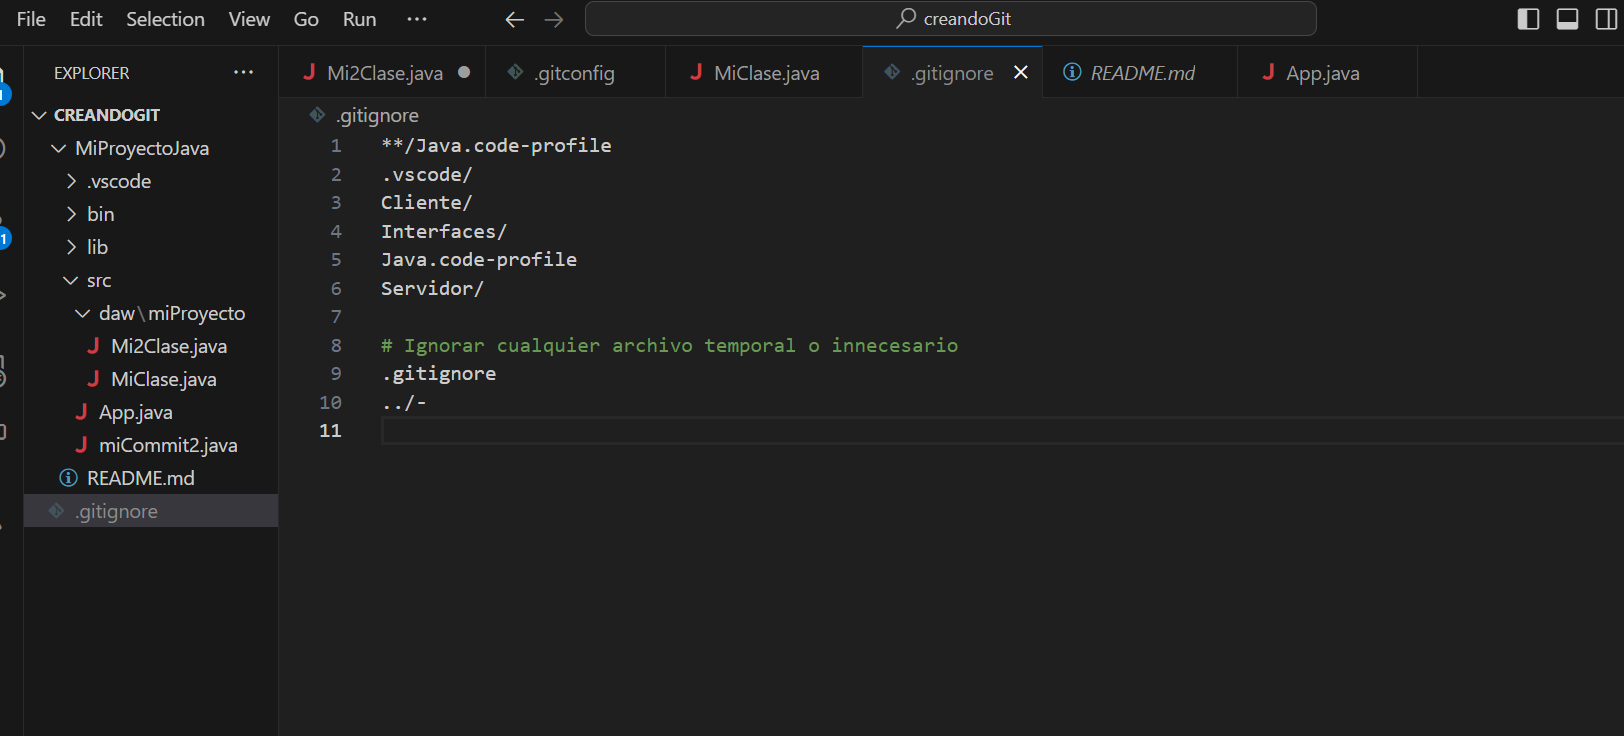 File Edit Selection View Go Run ···
creandoGit
EXPLORER ···
CREANDOGIT
MiProyectoJava
.vscode
bin
lib
src
daw\miProyecto
Mi2Clase.java
MiClase.java
App.java
miCommit2.java
README.md
.gitignore
Mi2Clase.java .gitconfig MiClase.java .gitignore README.md App.java
.gitignore
1 **/Java.code-profile
2 .vscode/
3 Cliente/
4 Interfaces/
5 Java.code-profile
6 Servidor/
7
8 # Ignorar cualquier archivo temporal o innecesario
9 .gitignore
10 ../-
11
1
1